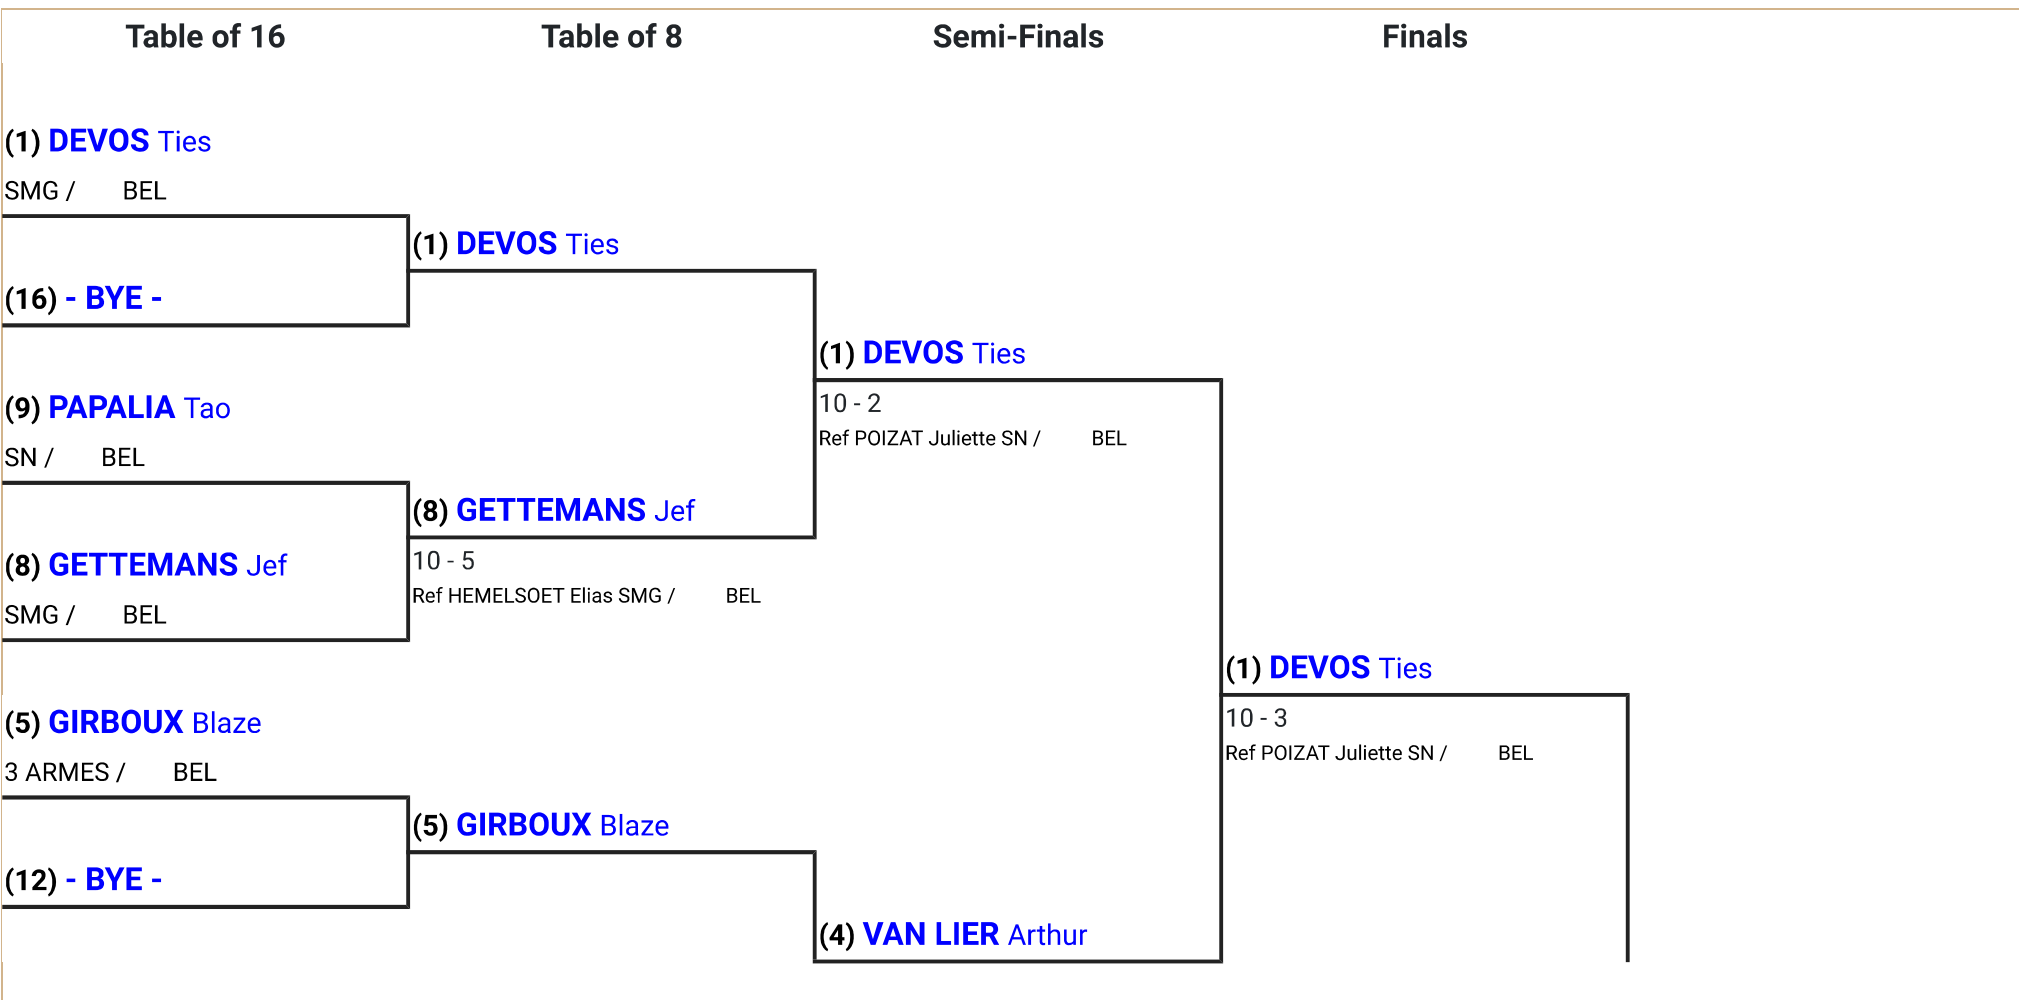 Table of 16 Table of 8 Semi-Finals Finals
(1) DEVOS Ties
SMG / BEL
(1) DEVOS Ties
(16) - BYE -
(1) DEVOS Ties
10 - 2
Ref POIZAT Juliette SN / BEL
(9) PAPALIA Tao
SN / BEL
(8) GETTEMANS Jef
10 - 5
Ref HEMELSOET Elias SMG / BEL
(8) GETTEMANS Jef
SMG / BEL
(1) DEVOS Ties
10 - 3
Ref POIZAT Juliette SN / BEL
(5) GIRBOUX Blaze
3 ARMES / BEL
(5) GIRBOUX Blaze
(12) - BYE -
(4) VAN LIER Arthur